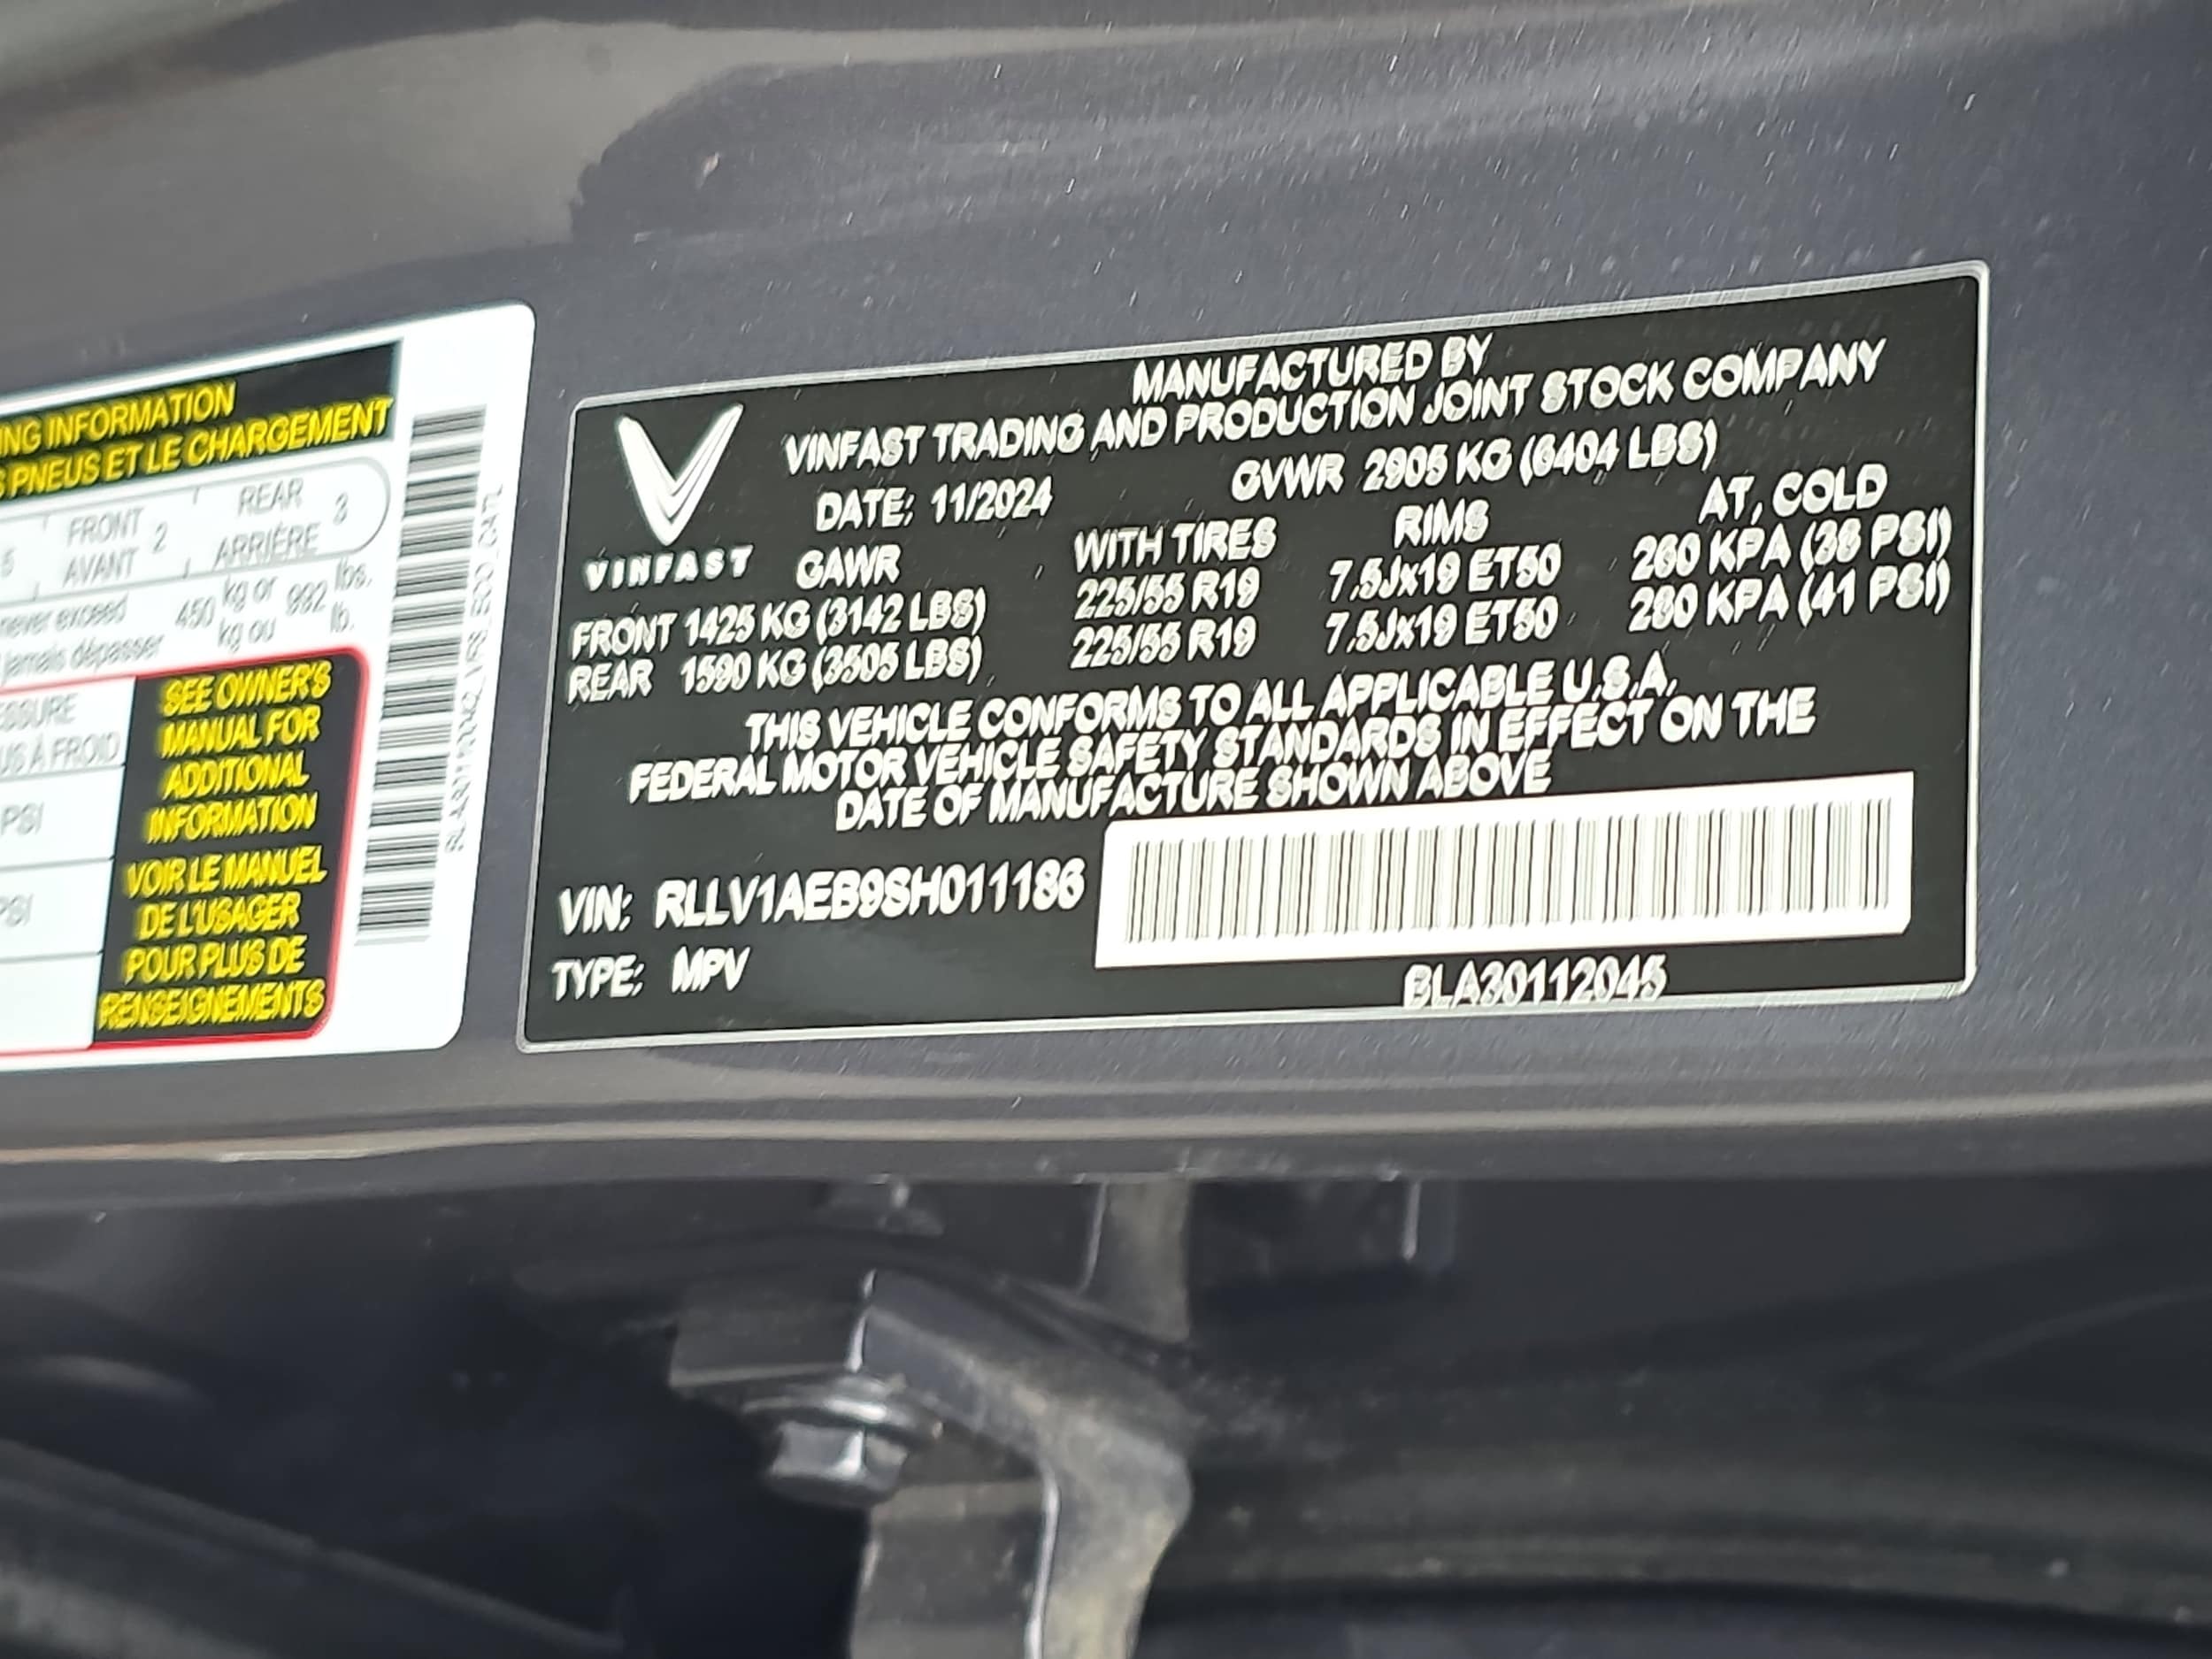 ING INFORMATION
S PNEUS ET LE CHARGEMENT
5 FRONT 2 REAR 3
AVANT ARRIÈRE
never exceed 450 kg or 992 lbs.
jamais dépasser kg ou lb.
ESSURE
US À FROID
PSI
PSI
SEE OWNER'S
MANUAL FOR
ADDITIONAL
INFORMATION
VOIR LE MANUEL
DE L'USAGER
POUR PLUS DE
RENSEIGNEMENTS
VINFAST
MANUFACTURED BY
VINFAST TRADING AND PRODUCTION JOINT STOCK COMPANY
DATE: 11/2024 GVWR 2905 KG (6404 LBS)
GAWR WITH TIRES RIMS AT, COLD
FRONT 1425 KG (3142 LBS) 225/55 R19 7.5Jx19 ET50 260 KPA (38 PSI)
REAR 1590 KG (3505 LBS) 225/55 R19 7.5Jx19 ET50 280 KPA (41 PSI)
THIS VEHICLE CONFORMS TO ALL APPLICABLE U.S.A.
FEDERAL MOTOR VEHICLE SAFETY STANDARDS IN EFFECT ON THE
DATE OF MANUFACTURE SHOWN ABOVE
VIN: RLLV1AEB9SH011186
TYPE: MPV
BLA30112045